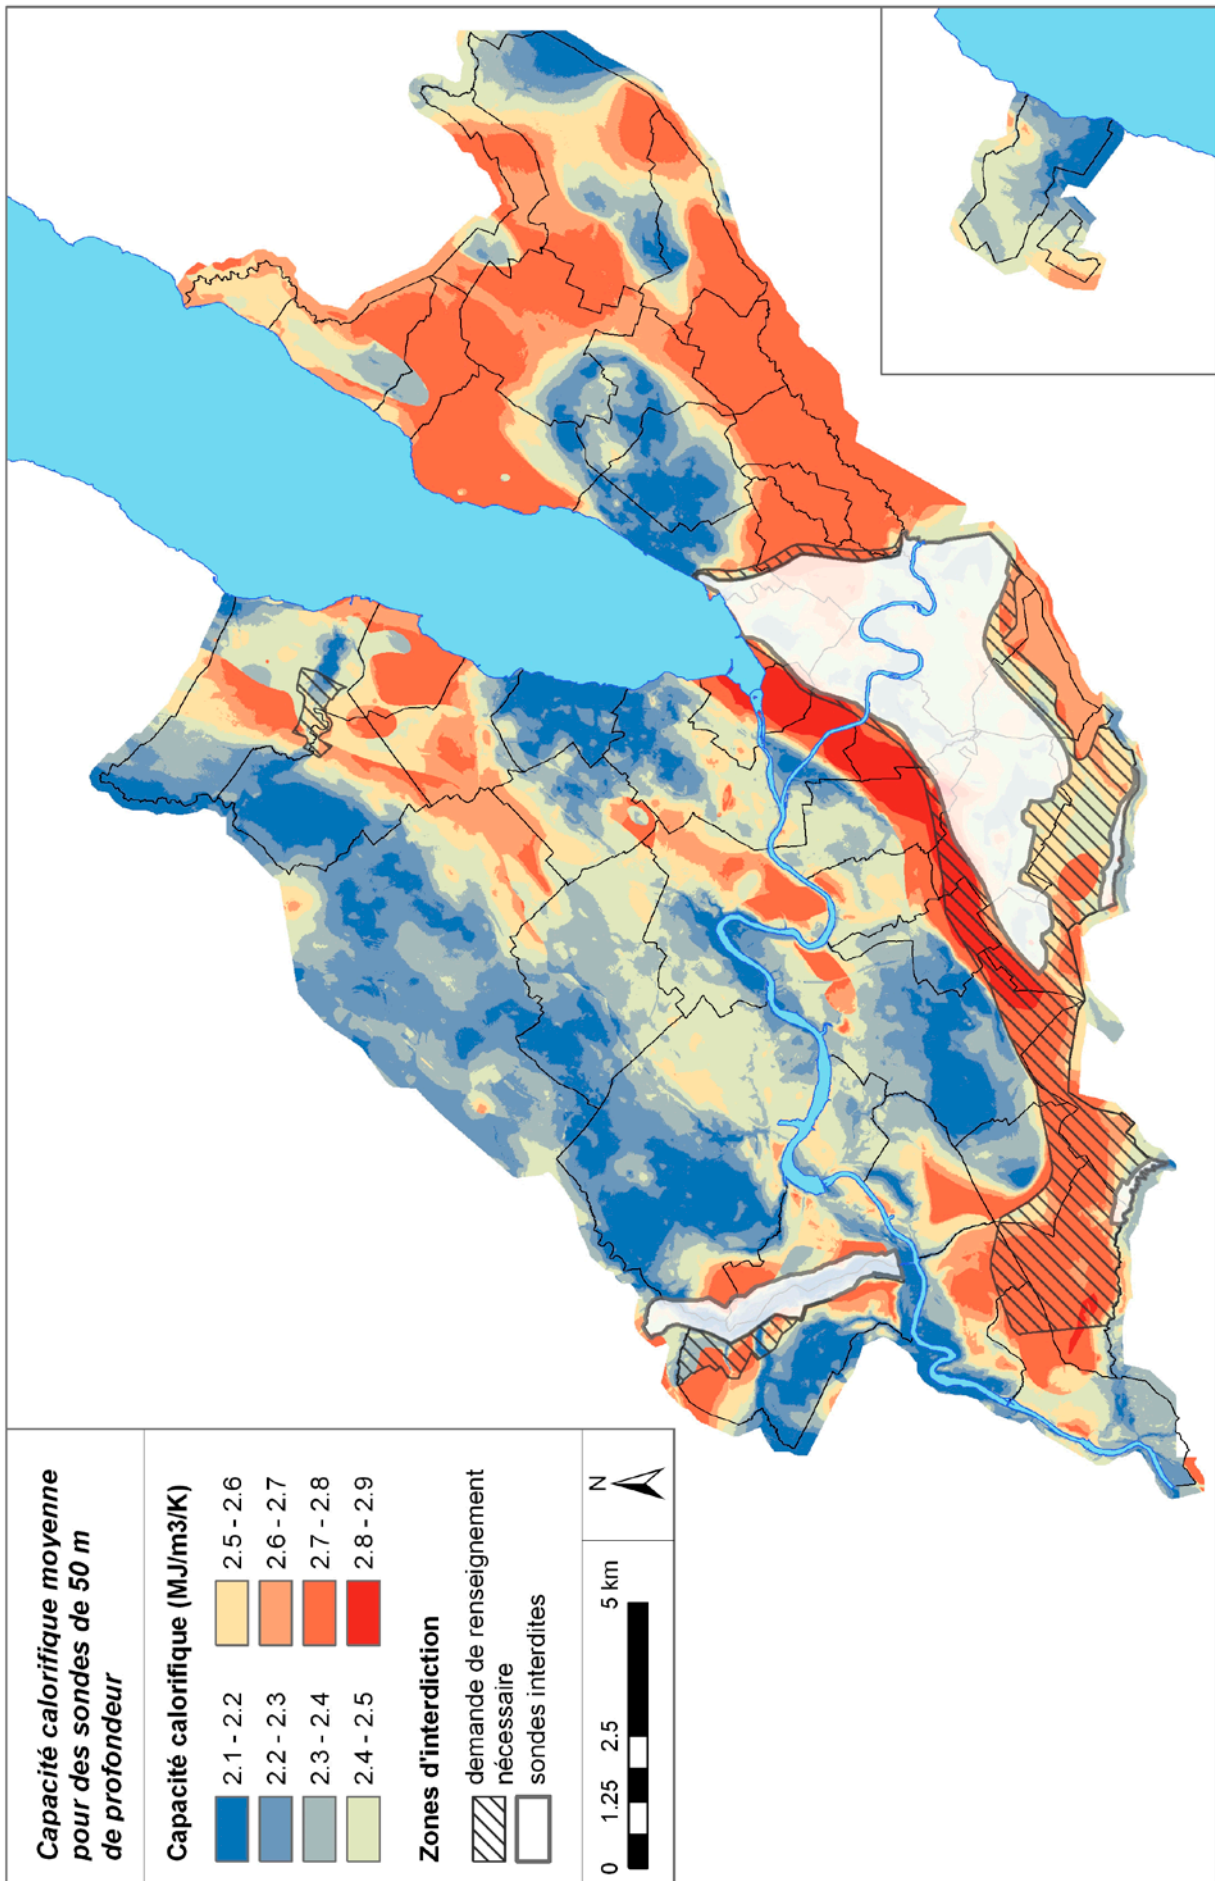 Capacité calorifique moyenne
pour des sondes de 50 m
de profondeur
Capacité calorifique (MJ/m3/K)
2.1 - 2.2
2.2 - 2.3
2.3 - 2.4
2.4 - 2.5
2.5 - 2.6
2.6 - 2.7
2.7 - 2.8
2.8 - 2.9
Zones d'interdiction
demande de renseignement
nécessaire
sondes interdites
0 1.25 2.5 5 km
N